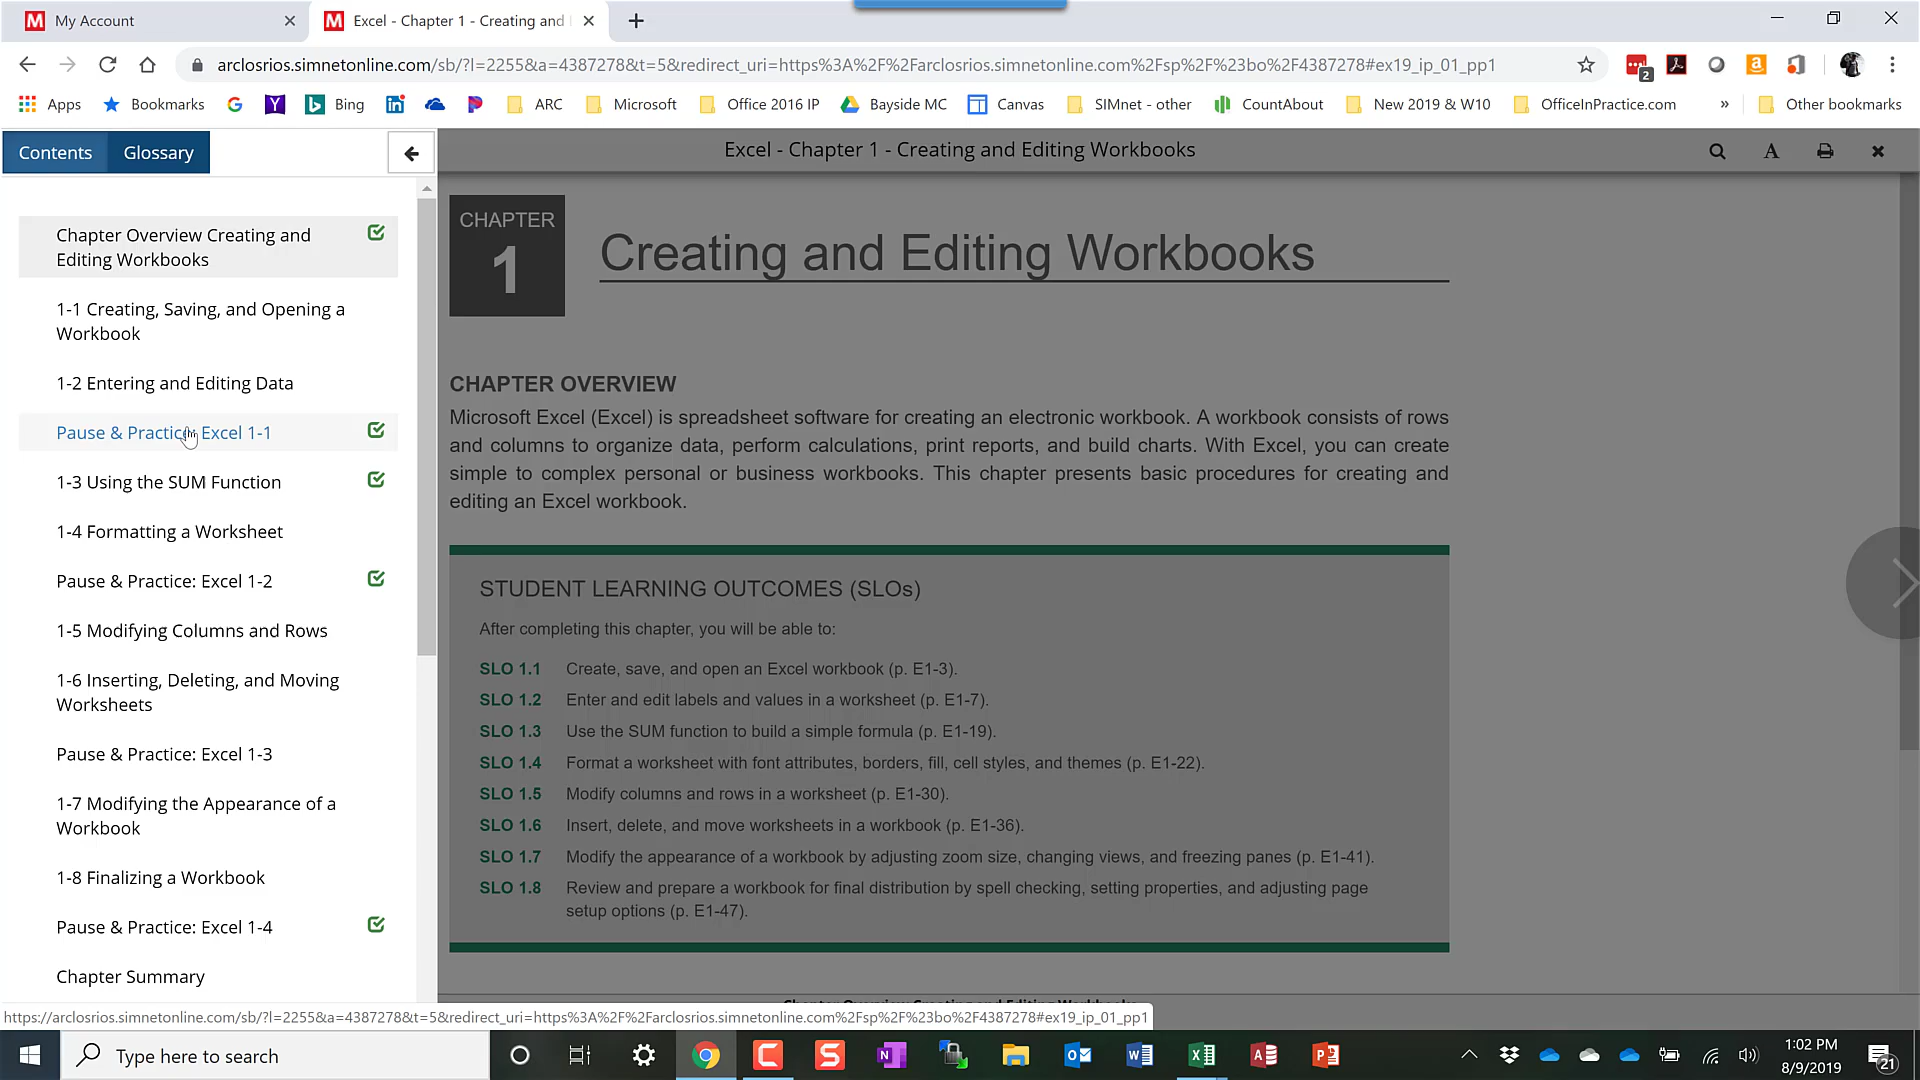 My Account
Excel - Chapter 1 - Creating and
arclosrios.simnetonline.com/sb/?l=2255&a=4387278&t=5&redirect_uri=https%3A%2F%2Farclosrios.simnetonline.com%2Fsp%2F%23bo%2F4387278#ex19_ip_01_pp1
2
Apps
Bookmarks
Bing
ARC
Microsoft
Office 2016 IP
Bayside MC
Canvas
SIMnet - other
CountAbout
New 2019 & W10
OfficeInPractice.com
»
Other bookmarks
Contents
Glossary
Excel - Chapter 1 - Creating and Editing Workbooks
A
Chapter Overview Creating and
Editing Workbooks
1-1 Creating, Saving, and Opening a
Workbook
1-2 Entering and Editing Data
Pause & Practice: Excel 1-1
1-3 Using the SUM Function
1-4 Formatting a Worksheet
Pause & Practice: Excel 1-2
1-5 Modifying Columns and Rows
1-6 Inserting, Deleting, and Moving
Worksheets
Pause & Practice: Excel 1-3
1-7 Modifying the Appearance of a
Workbook
1-8 Finalizing a Workbook
Pause & Practice: Excel 1-4
Chapter Summary
CHAPTER
1
Creating and Editing Workbooks
CHAPTER OVERVIEW
Microsoft Excel (Excel) is spreadsheet software for creating an electronic workbook. A workbook consists of rows
and columns to organize data, perform calculations, print reports, and build charts. With Excel, you can create
simple to complex personal or business workbooks. This chapter presents basic procedures for creating and
editing an Excel workbook.
STUDENT LEARNING OUTCOMES (SLOs)
After completing this chapter, you will be able to:
SLO 1.1 Create, save, and open an Excel workbook (p. E1-3).
SLO 1.2 Enter and edit labels and values in a worksheet (p. E1-7).
SLO 1.3 Use the SUM function to build a simple formula (p. E1-19).
SLO 1.4 Format a worksheet with font attributes, borders, fill, cell styles, and themes (p. E1-22).
SLO 1.5 Modify columns and rows in a worksheet (p. E1-30).
SLO 1.6 Insert, delete, and move worksheets in a workbook (p. E1-36).
SLO 1.7 Modify the appearance of a workbook by adjusting zoom size, changing views, and freezing panes (p. E1-41).
SLO 1.8 Review and prepare a workbook for final distribution by spell checking, setting properties, and adjusting page
setup options (p. E1-47).
https://arclosrios.simnetonline.com/sb/?l=2255&a=4387278&t=5&redirect_uri=https%3A%2F%2Farclosrios.simnetonline.com%2Fsp%2F%23bo%2F4387278#ex19_ip_01_pp1
Type here to search
1:02 PM
8/9/2019
21